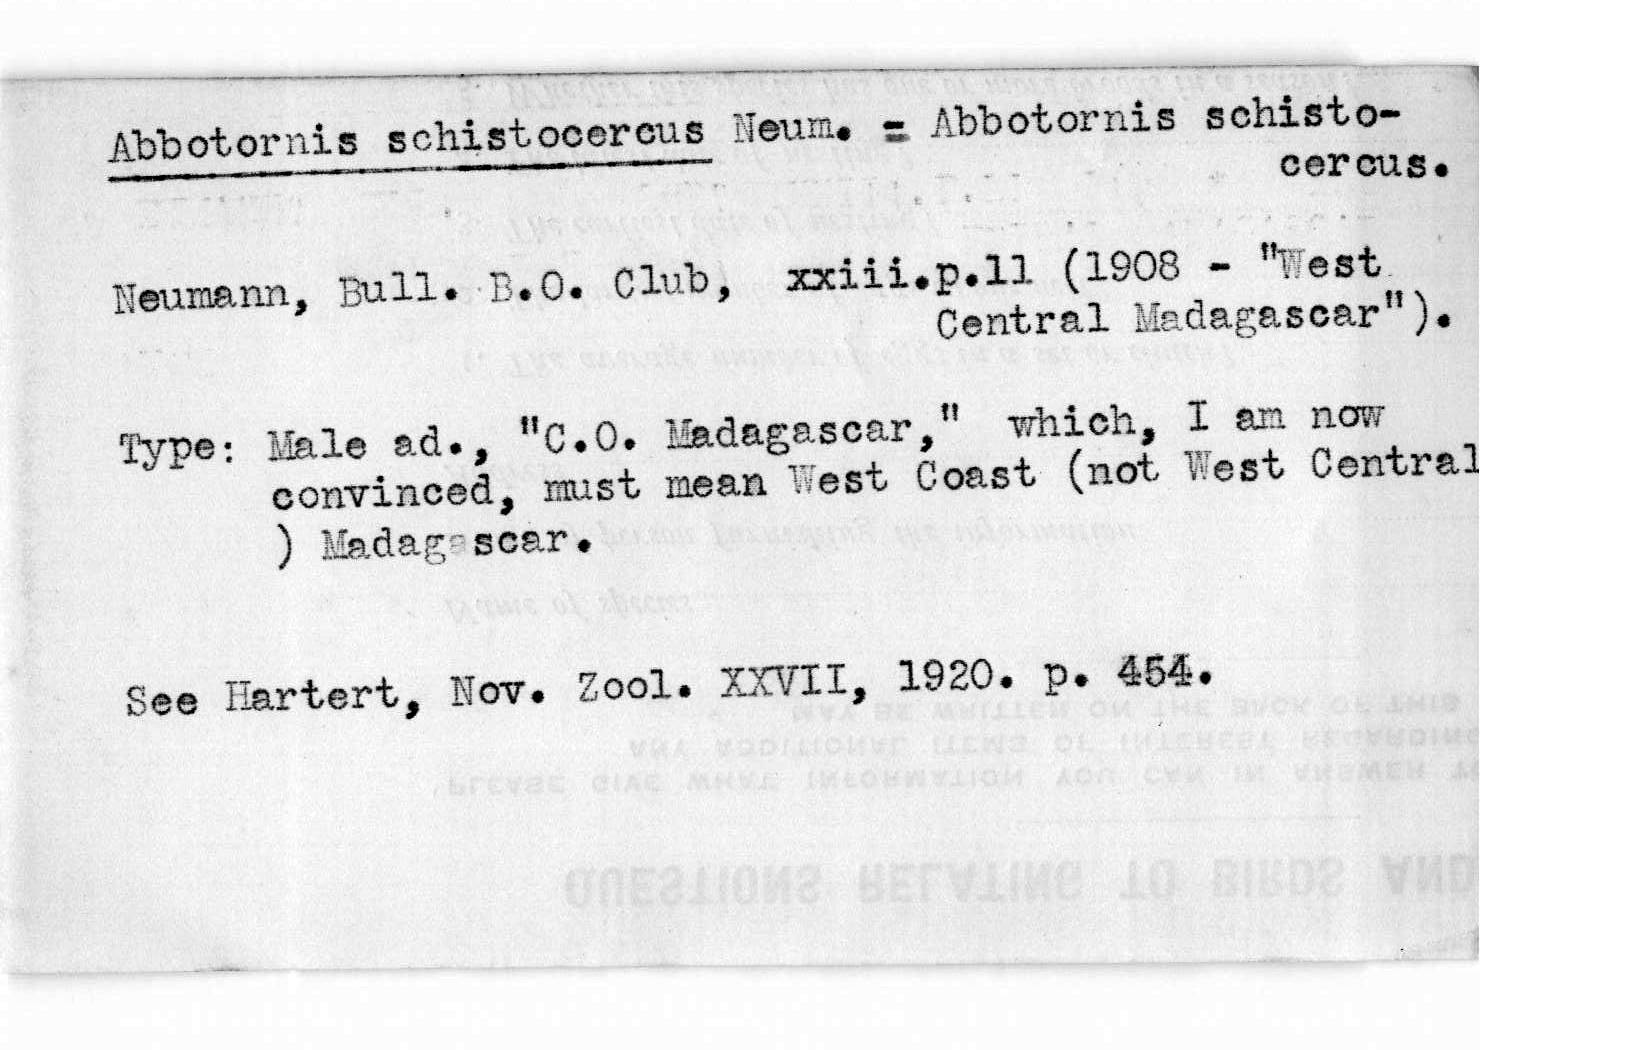 Abbotornis schistocercus Neum. = Abbotornis schisto-
cercus.
Neumann, Bull. B.O. Club, xxiii.p.11 (1908 - "West
Central Madagascar").
Type: Male ad., "C.O. Madagascar," which, I am now
convinced, must mean West Coast (not West Central
) Madagascar.
See Hartert, Nov. Zool. XXVII, 1920. p. 454.